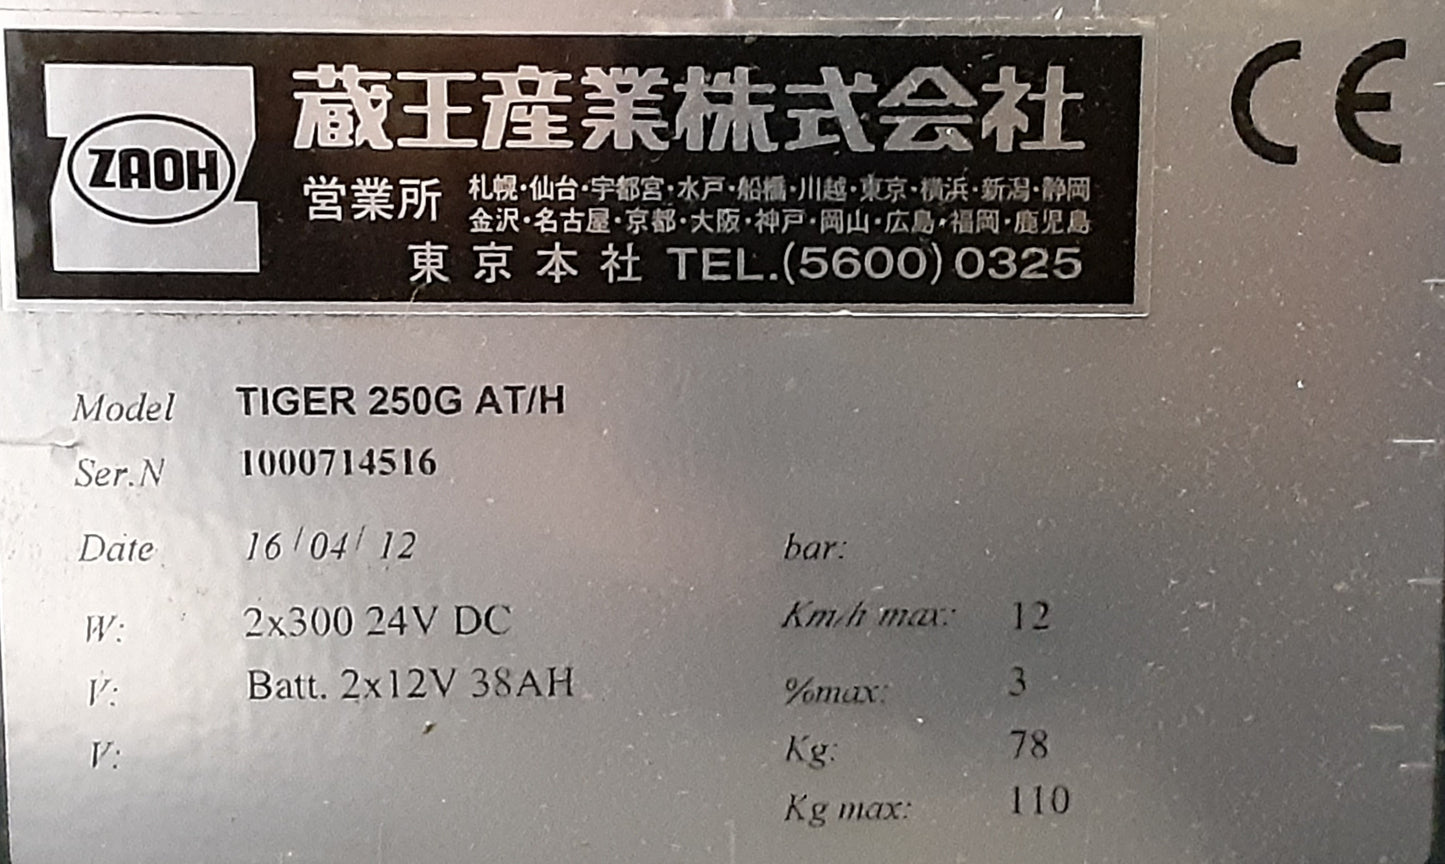 ZAOH
蔵王産業株式会社
営業所 札幌・仙台・宇都宮・水戸・船橋・川越・東京・横浜・新潟・静岡
金沢・名古屋・京都・大阪・神戸・岡山・広島・福岡・鹿児島
東京本社 TEL.(5600)0325
CE
Model TIGER 250G AT/H
Ser.N 1000714516
Date 16/04/12 bar:
W: 2x300 24V DC Km/h max: 12
V: Batt. 2x12V 38AH %max: 3
V: Kg: 78
Kg max: 110